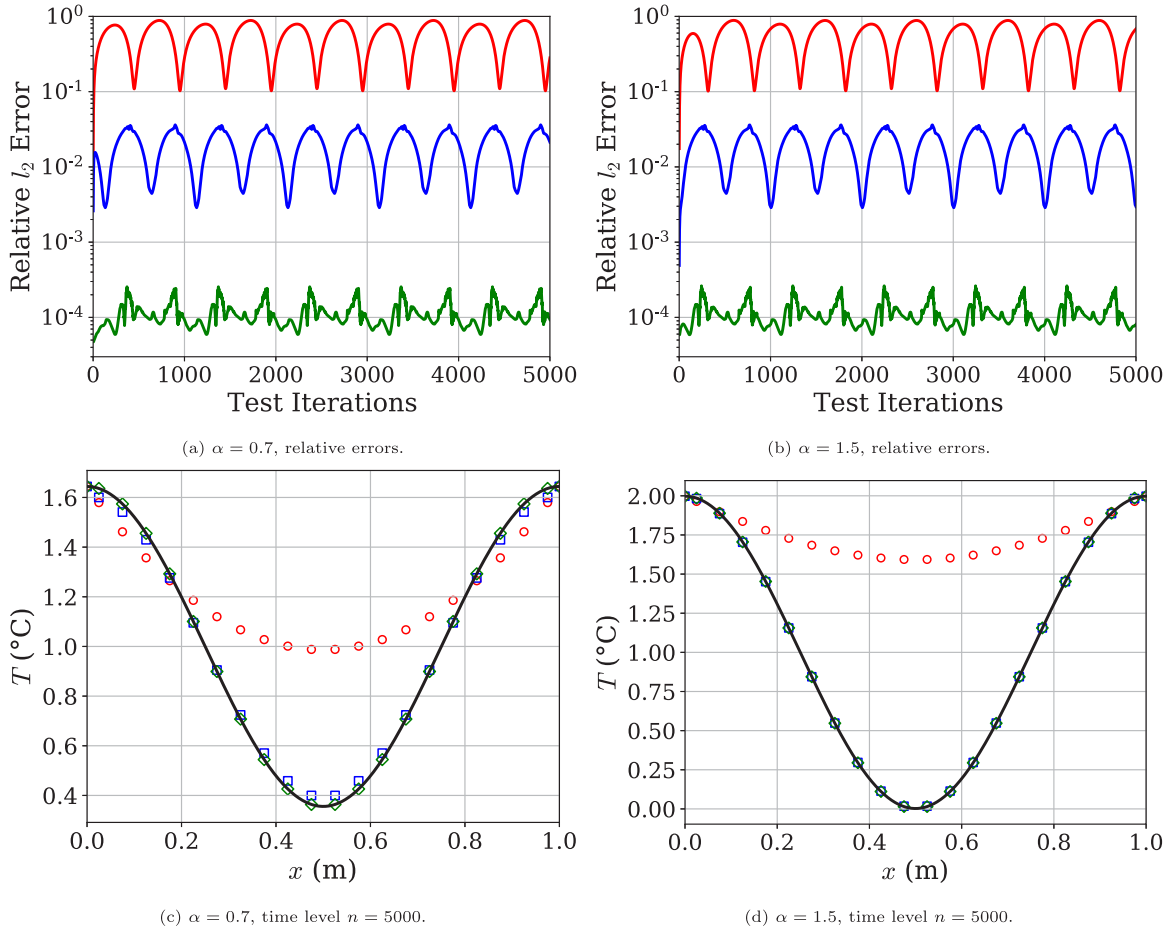 10^0
10^-1
10^-2
10^-3
10^-4
Relative l_2 Error
0 1000 2000 3000 4000 5000
Test Iterations
(a) α = 0.7, relative errors.
10^0
10^-1
10^-2
10^-3
10^-4
Relative l_2 Error
0 1000 2000 3000 4000 5000
Test Iterations
(b) α = 1.5, relative errors.
1.6
1.4
1.2
1.0
0.8
0.6
0.4
T (°C)
0.0 0.2 0.4 0.6 0.8 1.0
x (m)
(c) α = 0.7, time level n = 5000.
2.00
1.75
1.50
1.25
1.00
0.75
0.50
0.25
0.00
T (°C)
0.0 0.2 0.4 0.6 0.8 1.0
x (m)
(d) α = 1.5, time level n = 5000.